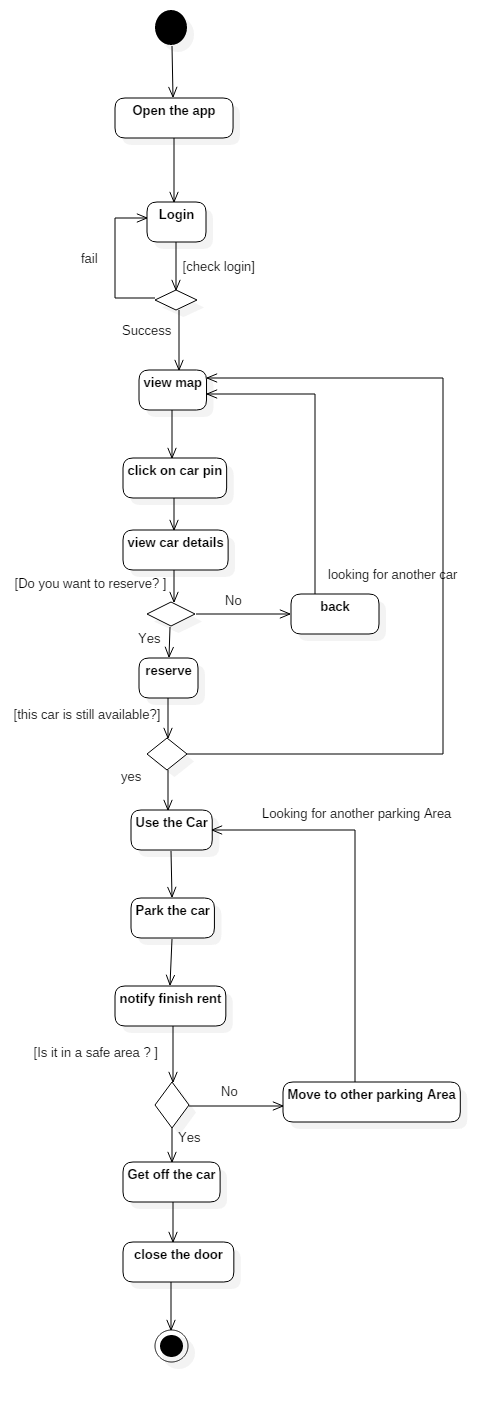 Open the app
Login
fail
[check login]
Success
view map
click on car pin
view car details
looking for another car
[Do you want to reserve? ]
No
back
Yes
reserve
[this car is still available?]
yes
Use the Car
Looking for another parking Area
Park the car
notify finish rent
[Is it in a safe area ? ]
No
Move to other parking Area
Yes
Get off the car
close the door